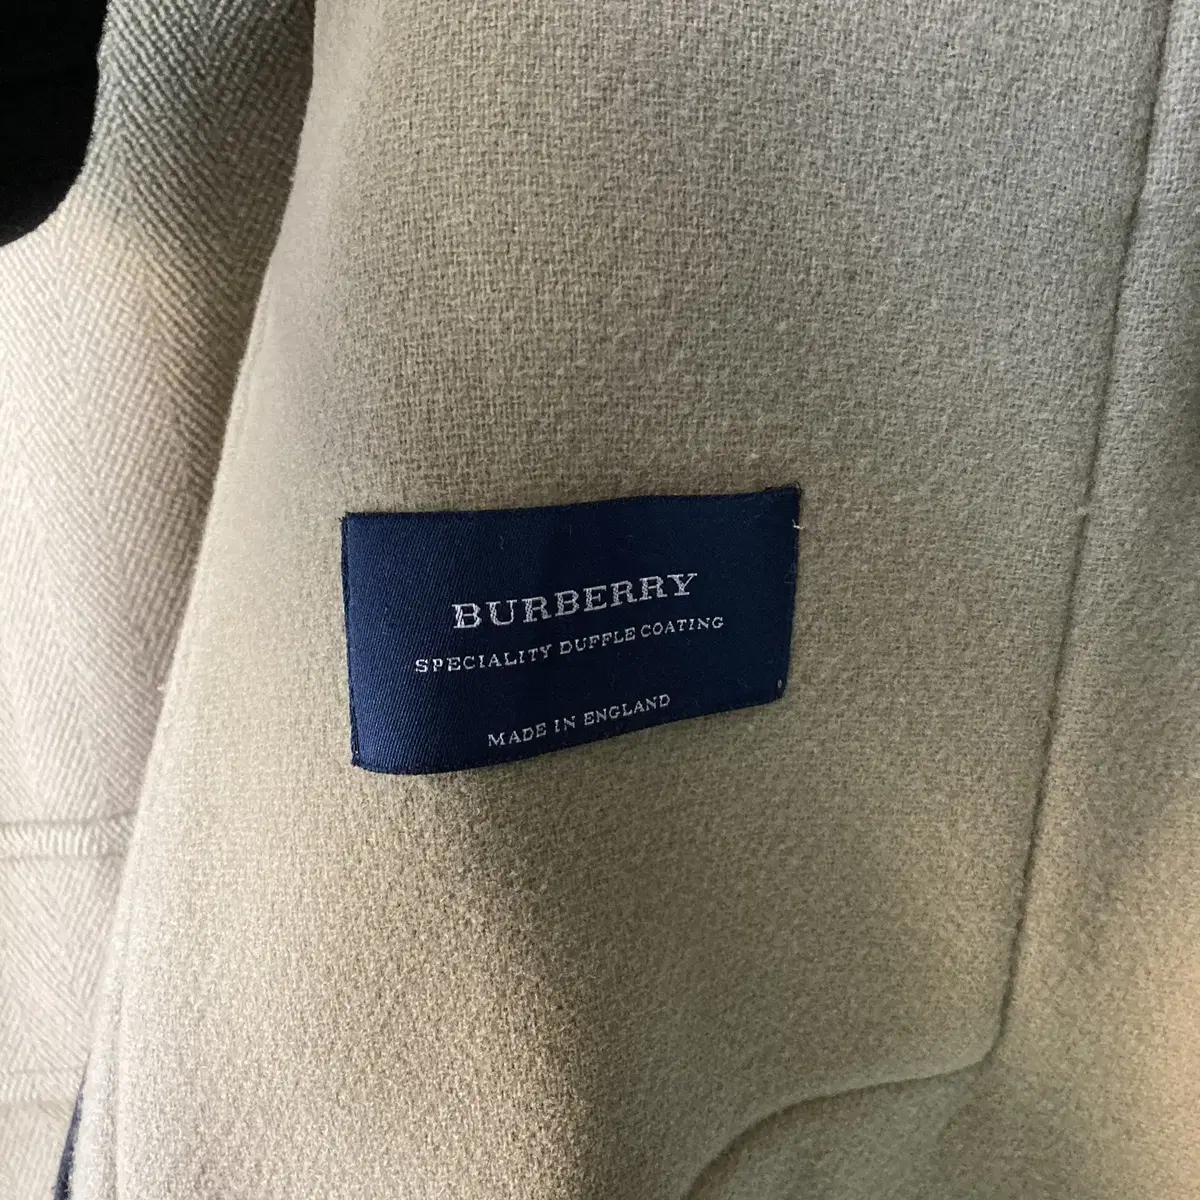 BURBERRY
SPECIALITY DUFFLE COATING
MADE IN ENGLAND